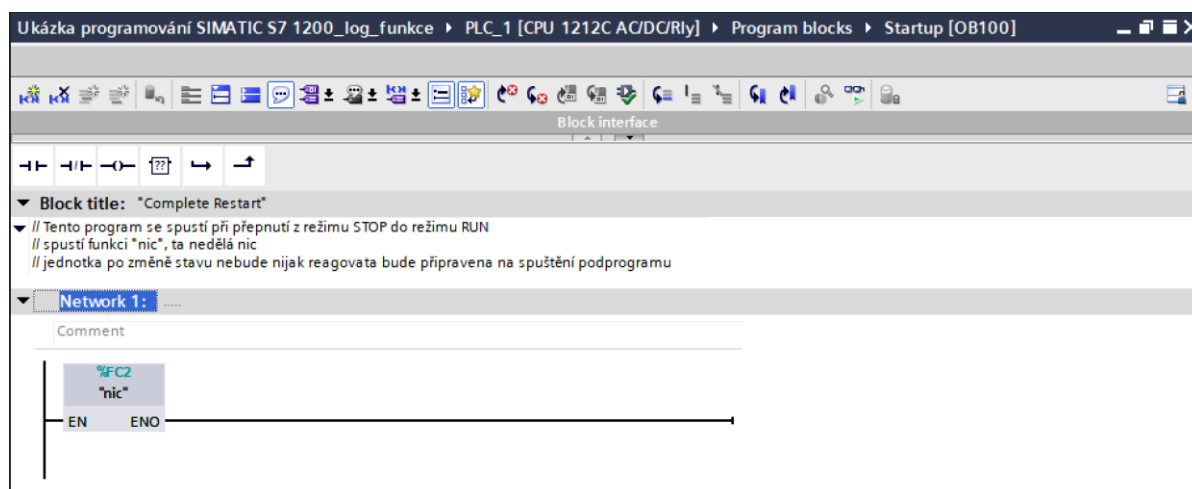 Ukázka programování SIMATIC S7 1200_log_funkce ▸ PLC_1 [CPU 1212C AC/DC/Rly] ▸ Program blocks ▸ Startup [OB100]
Block interface
??
Block title: "Complete Restart"
// Tento program se spustí při přepnutí z režimu STOP do režimu RUN
// spustí funkci "nic", ta nedělá nic
// jednotka po změně stavu nebude nijak reagovata bude připravena na spuštění podprogramu
Network 1: .....
Comment
%FC2
"nic"
EN ENO